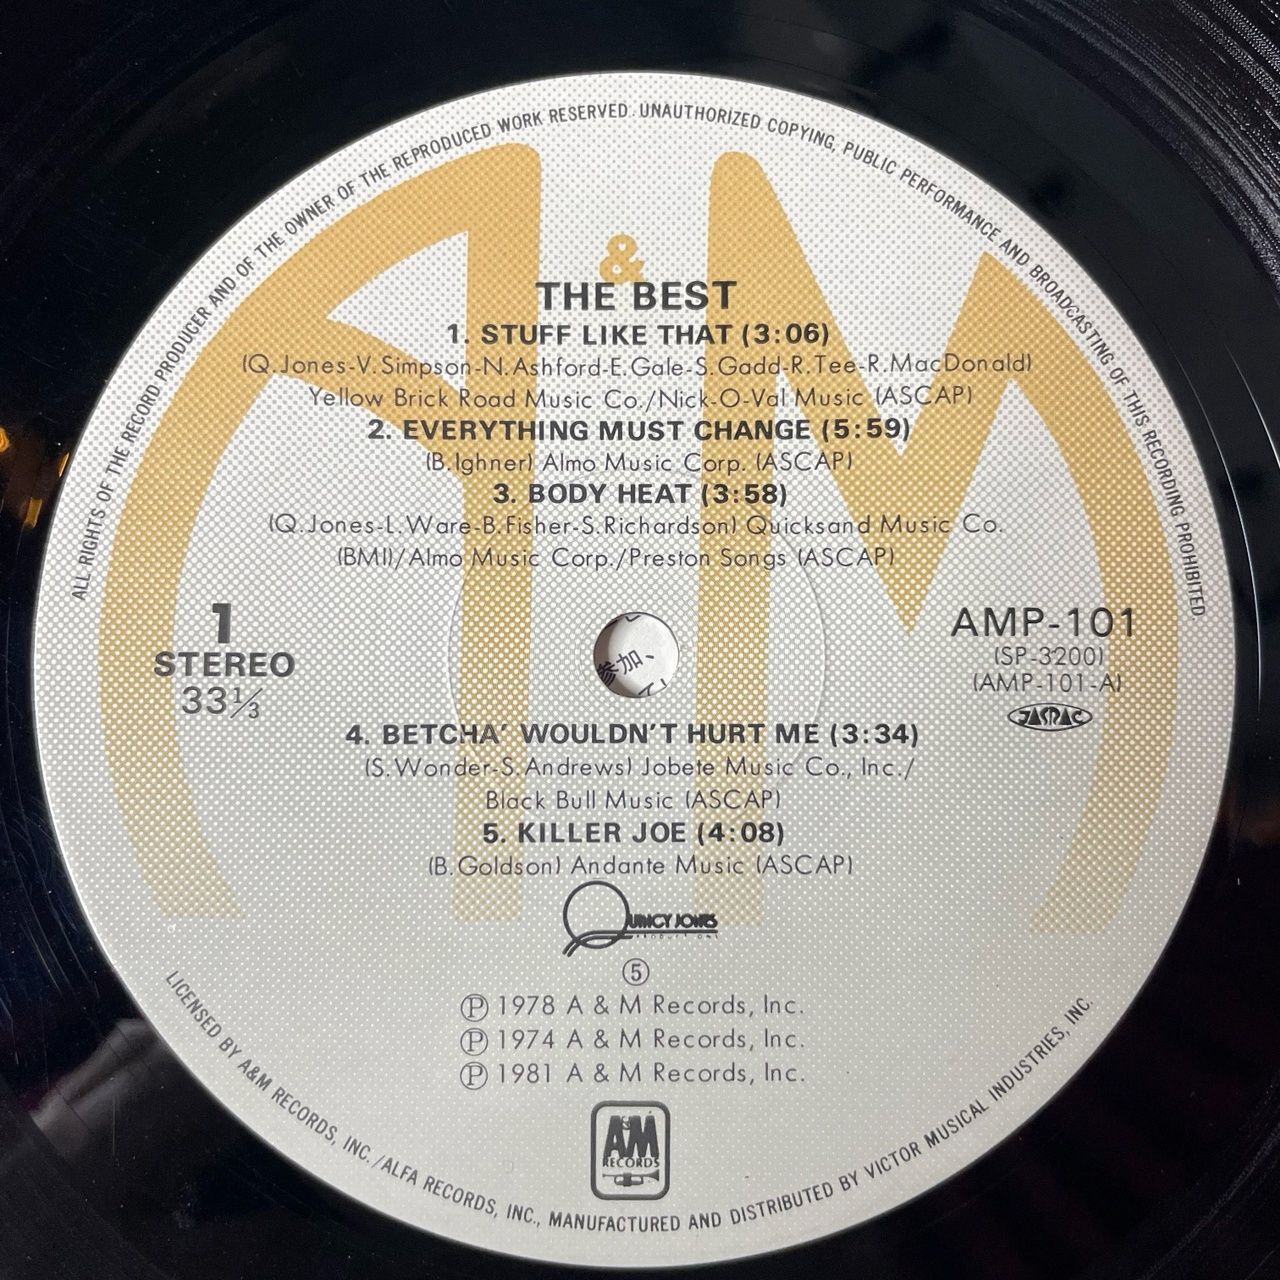 ALL RIGHTS OF THE RECORD PRODUCER AND OF THE OWNER OF THE REPRODUCED WORK RESERVED. UNAUTHORIZED COPYING, PUBLIC PERFORMANCE AND BROADCASTING OF THIS RECORDING PROHIBITED.
A & M
THE BEST
1. STUFF LIKE THAT (3:06)
(Q.Jones-V.Simpson-N.Ashford-E.Gale-S.Gadd-R.Tee-R.MacDonald)
Yellow Brick Road Music Co./Nick-O-Val Music (ASCAP)
2. EVERYTHING MUST CHANGE (5:59)
(B.Ighner) Almo Music Corp. (ASCAP)
3. BODY HEAT (3:58)
(Q.Jones-L.Ware-B.Fisher-S.Richardson) Quicksand Music Co.
(BMI)/Almo Music Corp./Preston Songs (ASCAP)
1
STEREO
33⅓
参加、
AMP-101
(SP-3200)
(AMP-101-A)
JASRAC
4. BETCHA' WOULDN'T HURT ME (3:34)
(S.Wonder-S.Andrews) Jobete Music Co., Inc./
Black Bull Music (ASCAP)
5. KILLER JOE (4:08)
(B.Goldson) Andante Music (ASCAP)
QUINCY JONES
PRODUCTIONS
⑤
Ⓟ 1978 A & M Records, Inc.
Ⓟ 1974 A & M Records, Inc.
Ⓟ 1981 A & M Records, Inc.
A&M
RECORDS
LICENSED BY A&M RECORDS, INC./ALFA RECORDS, INC., MANUFACTURED AND DISTRIBUTED BY VICTOR MUSICAL INDUSTRIES, INC.